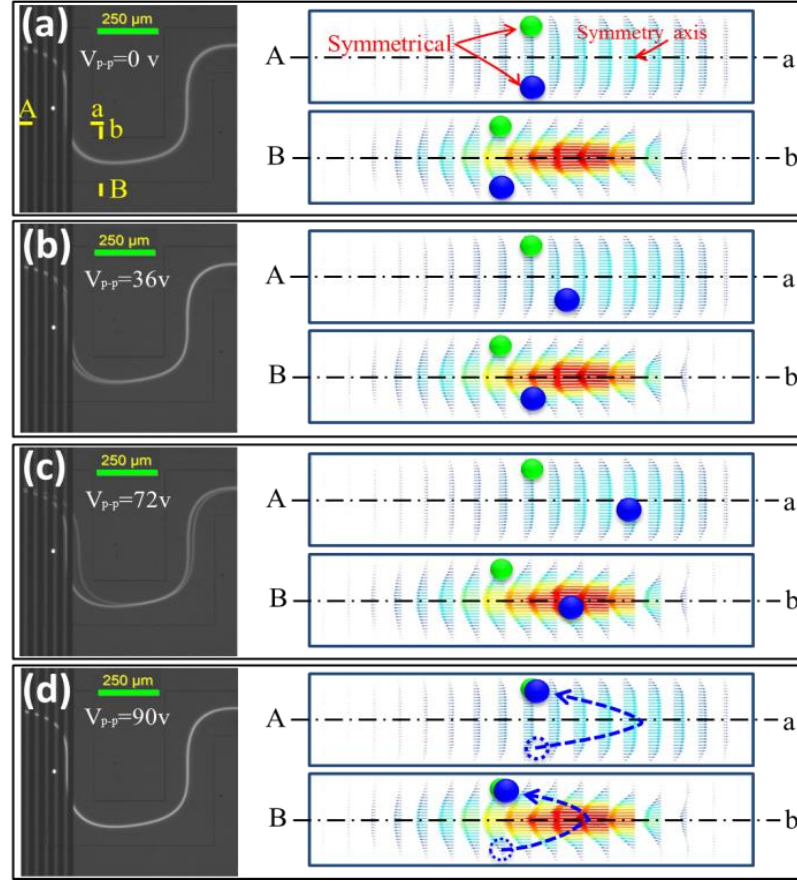 (a)
250 µm
Vp-p=0 v
A
a
b
B
Symmetrical
Symmetry axis
A
a
B
b
(b)
250 µm
Vp-p=36v
A
a
B
b
(c)
250 µm
Vp-p=72v
A
a
B
b
(d)
250 µm
Vp-p=90v
A
a
B
b